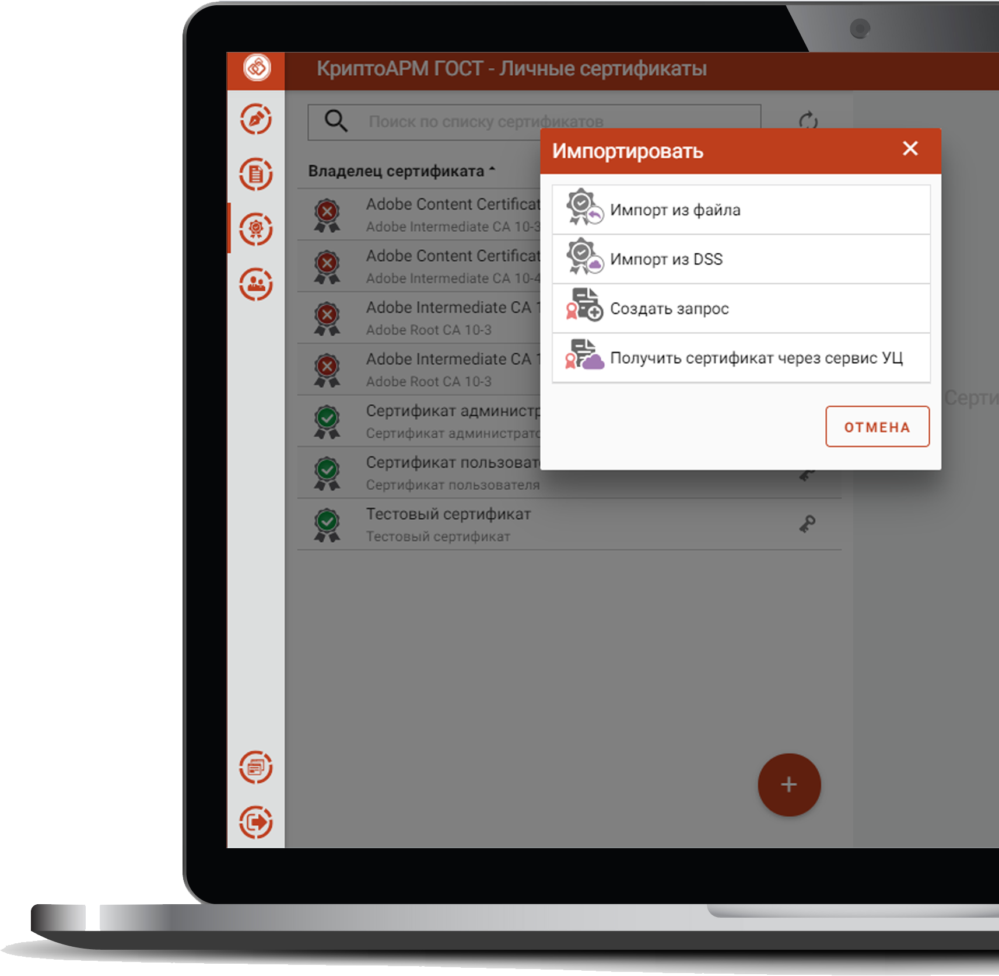 КриптоАРМ ГОСТ - Личные сертификаты
Поиск по списку сертификатов
Импортировать
Импорт из файла
Импорт из DSS
Создать запрос
Получить сертификат через сервис УЦ
ОТМЕНА
Владелец сертификата
Adobe Content Certificat
Adobe Intermediate CA 10-3
Adobe Content Certificat
Adobe Intermediate CA 10-4
Adobe Intermediate CA 1
Adobe Root CA 10-3
Adobe Intermediate CA 1
Adobe Root CA 10-3
Сертификат администр
Сертификат администрато
Сертификат пользоват
Сертификат пользователя
Тестовый сертификат
Тестовый сертификат
Серти